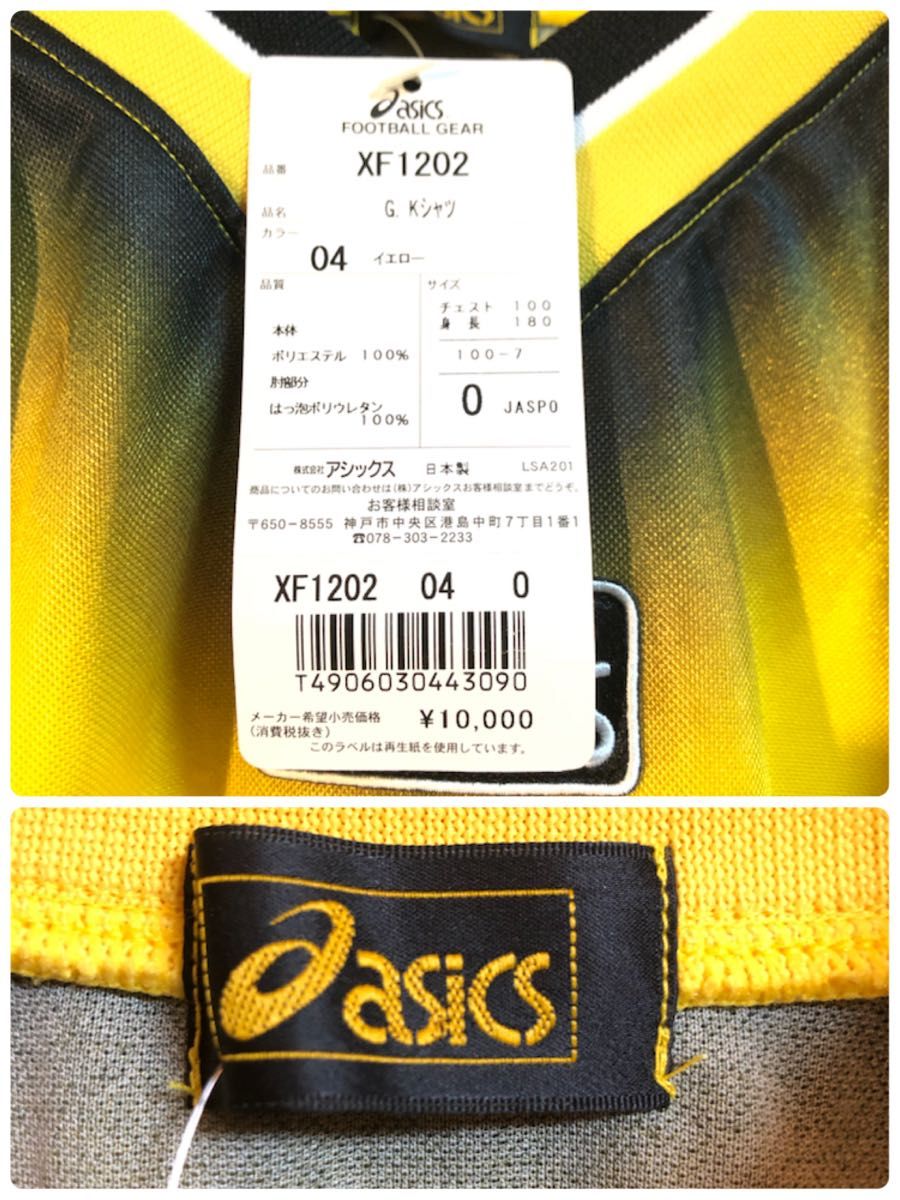 asics
FOOTBALL GEAR
品番 XF1202
品名 G.Kシャツ
カラー
04 イエロー
品質
本体
ポリエステル 100%
肘部分
はっ泡ポリウレタン
100%
サイズ
チェスト 100
身長 180
100-7
0 JASPO
株式会社アシックス 日本製 LSA201
商品についてのお問い合わせは(株)アシックスお客様相談室までどうぞ。
お客様相談室
〒650-8555 神戸市中央区港島中町7丁目1番1
☎078-303-2233
XF1202 04 0
T4906030443090
メーカー希望小売価格
(消費税抜き)
¥10,000
このラベルは再生紙を使用しています。
asics